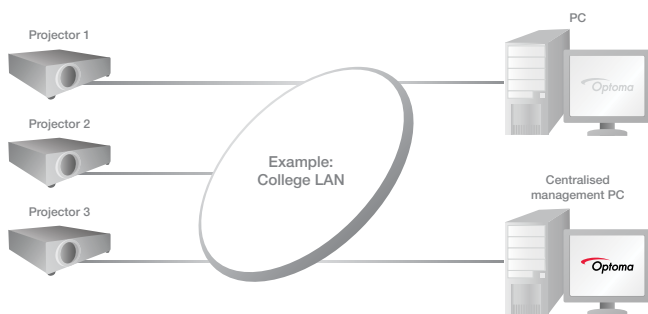 Projector 1
Projector 2
Projector 3
Example:
College LAN
PC
Optoma
Centralised
management PC
Optoma